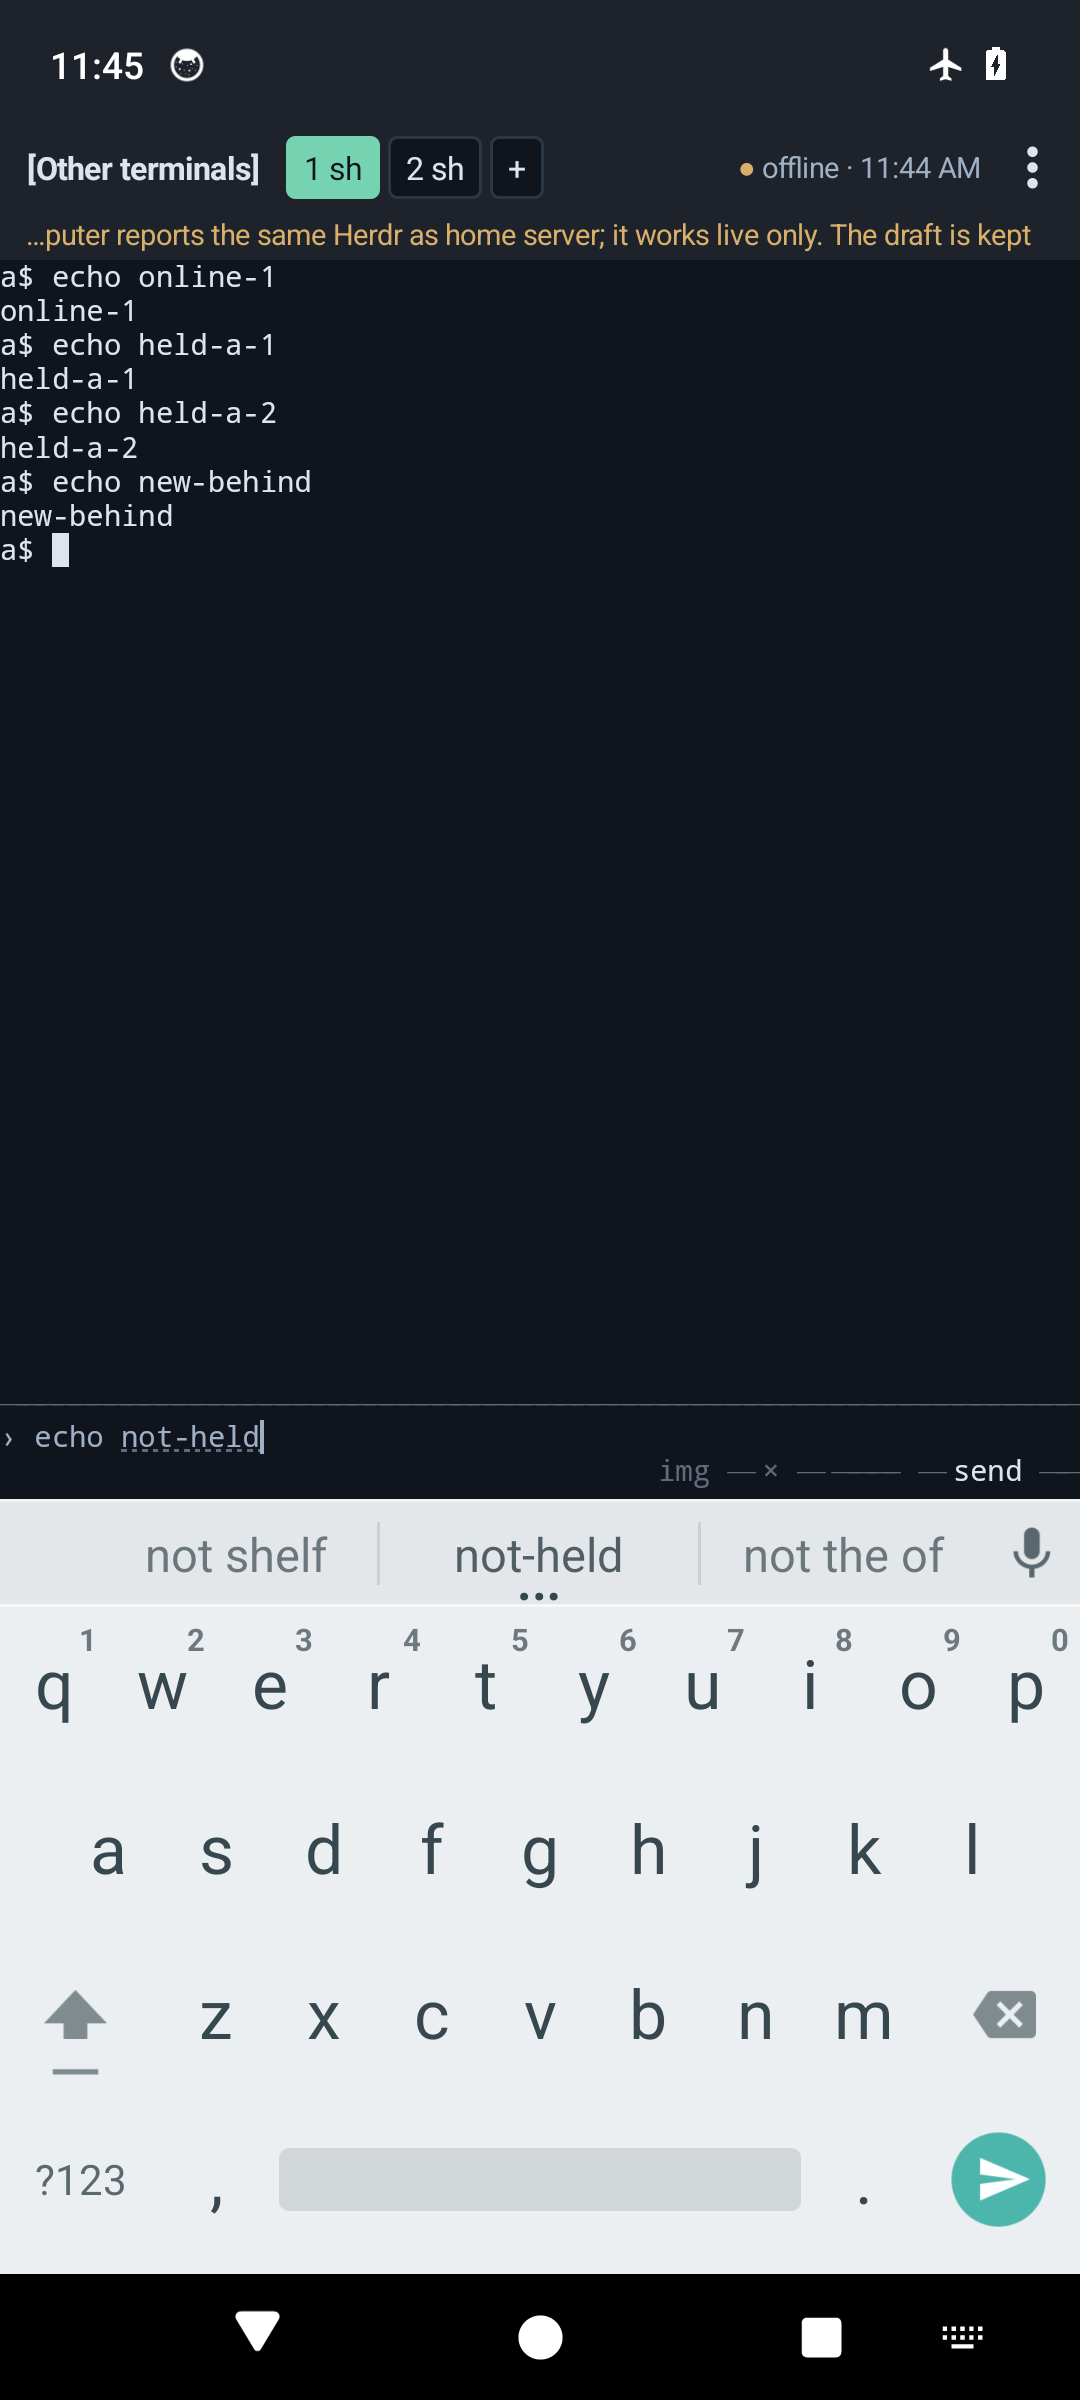 11:45
[Other terminals] 1 sh 2 sh + offline · 11:44 AM
…puter reports the same Herdr as home server; it works live only. The draft is kept
a$ echo online-1
online-1
a$ echo held-a-1
held-a-1
a$ echo held-a-2
held-a-2
a$ echo new-behind
new-behind
a$
› echo not-held
img × send
not shelf not-held not the of
1 2 3 4 5 6 7 8 9 0
q w e r t y u i o p
a s d f g h j k l
z x c v b n m
?123 , .